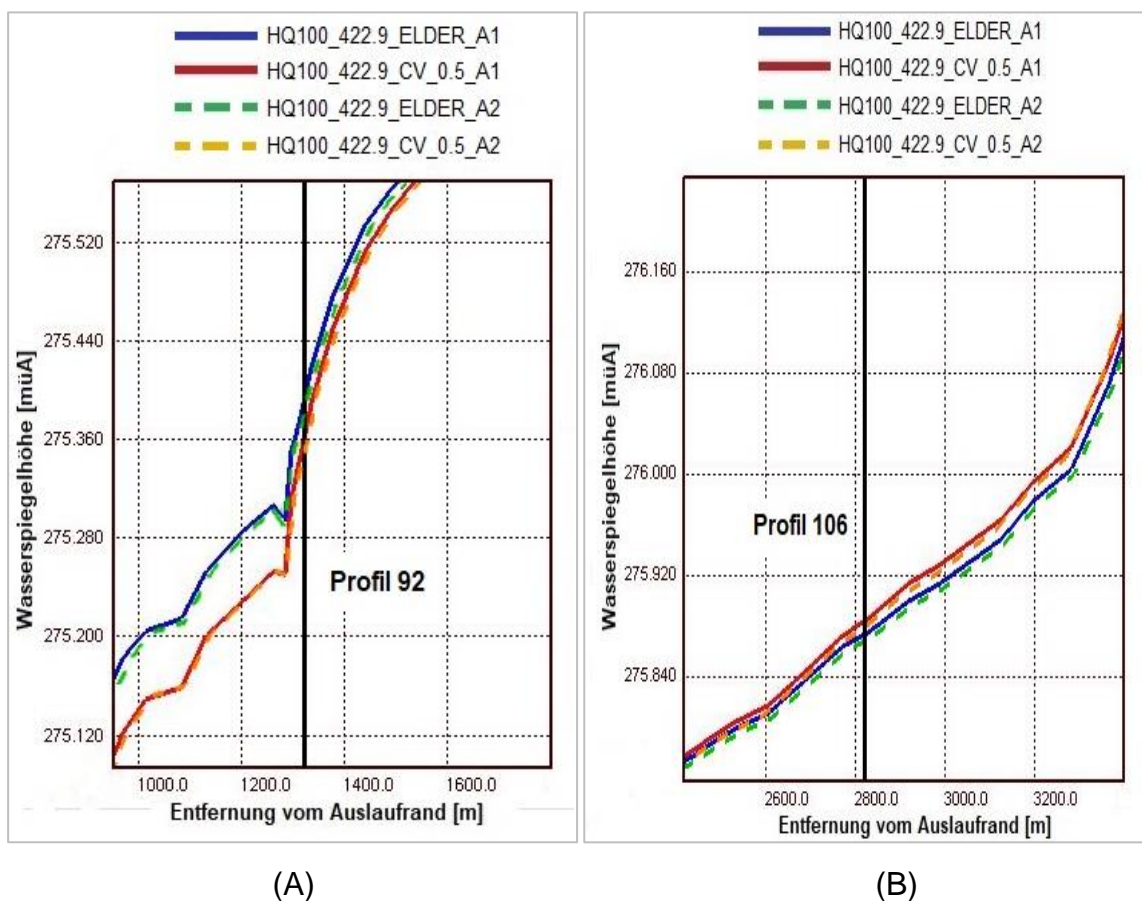 HQ100_422.9_ELDER_A1
HQ100_422.9_CV_0.5_A1
HQ100_422.9_ELDER_A2
HQ100_422.9_CV_0.5_A2
275.520
275.440
275.360
275.280
275.200
275.120
Wasserspiegelhöhe [müA]
Profil 92
1000.0 1200.0 1400.0 1600.0
Entfernung vom Auslaufrand [m]
(A)
HQ100_422.9_ELDER_A1
HQ100_422.9_CV_0.5_A1
HQ100_422.9_ELDER_A2
HQ100_422.9_CV_0.5_A2
276.160
276.080
276.000
275.920
275.840
Wasserspiegelhöhe [müA]
Profil 106
2600.0 2800.0 3000.0 3200.0
Entfernung vom Auslaufrand [m]
(B)